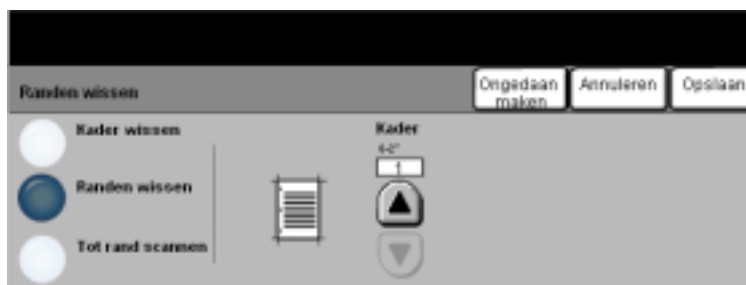 Randen wissen
Ongedaan
maken
Annuleren
Opslaan
Kader wissen
Randen wissen
Tot rand scannen
Kader
1